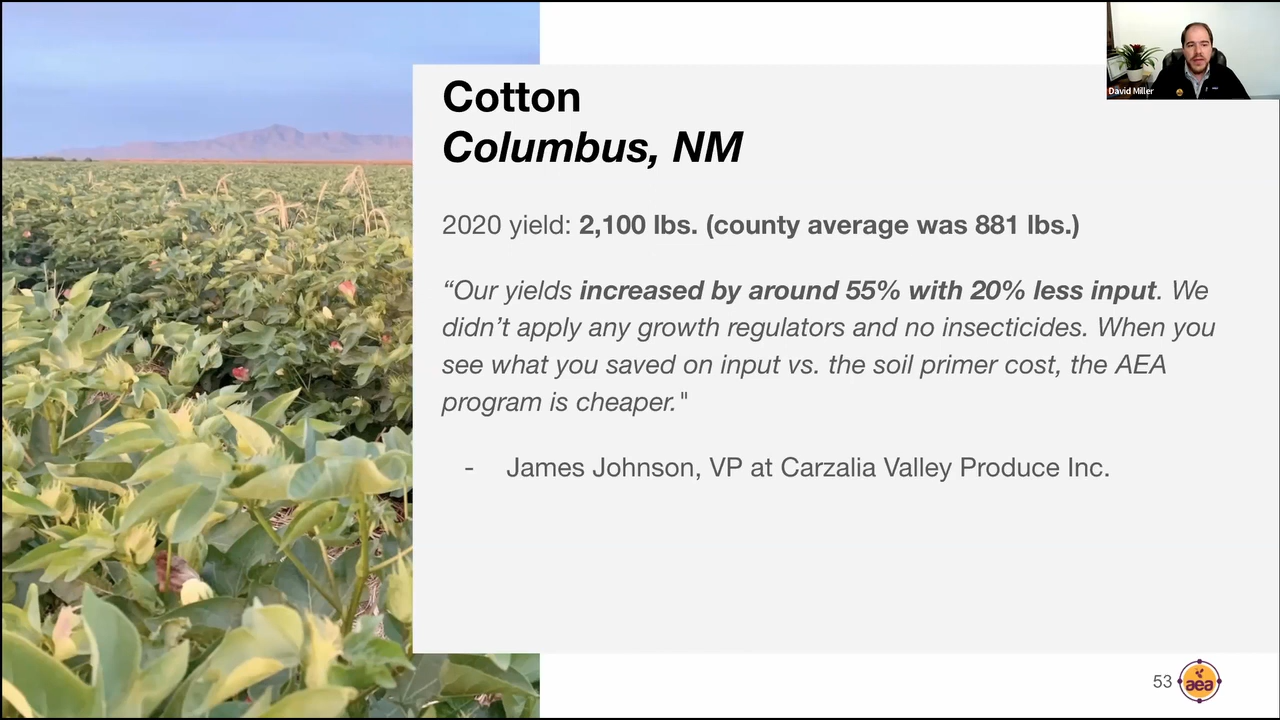 David Miller
Cotton
Columbus, NM
2020 yield: 2,100 lbs. (county average was 881 lbs.)
“Our yields increased by around 55% with 20% less input. We
didn’t apply any growth regulators and no insecticides. When you
see what you saved on input vs. the soil primer cost, the AEA
program is cheaper."
- James Johnson, VP at Carzalia Valley Produce Inc.
53
aea